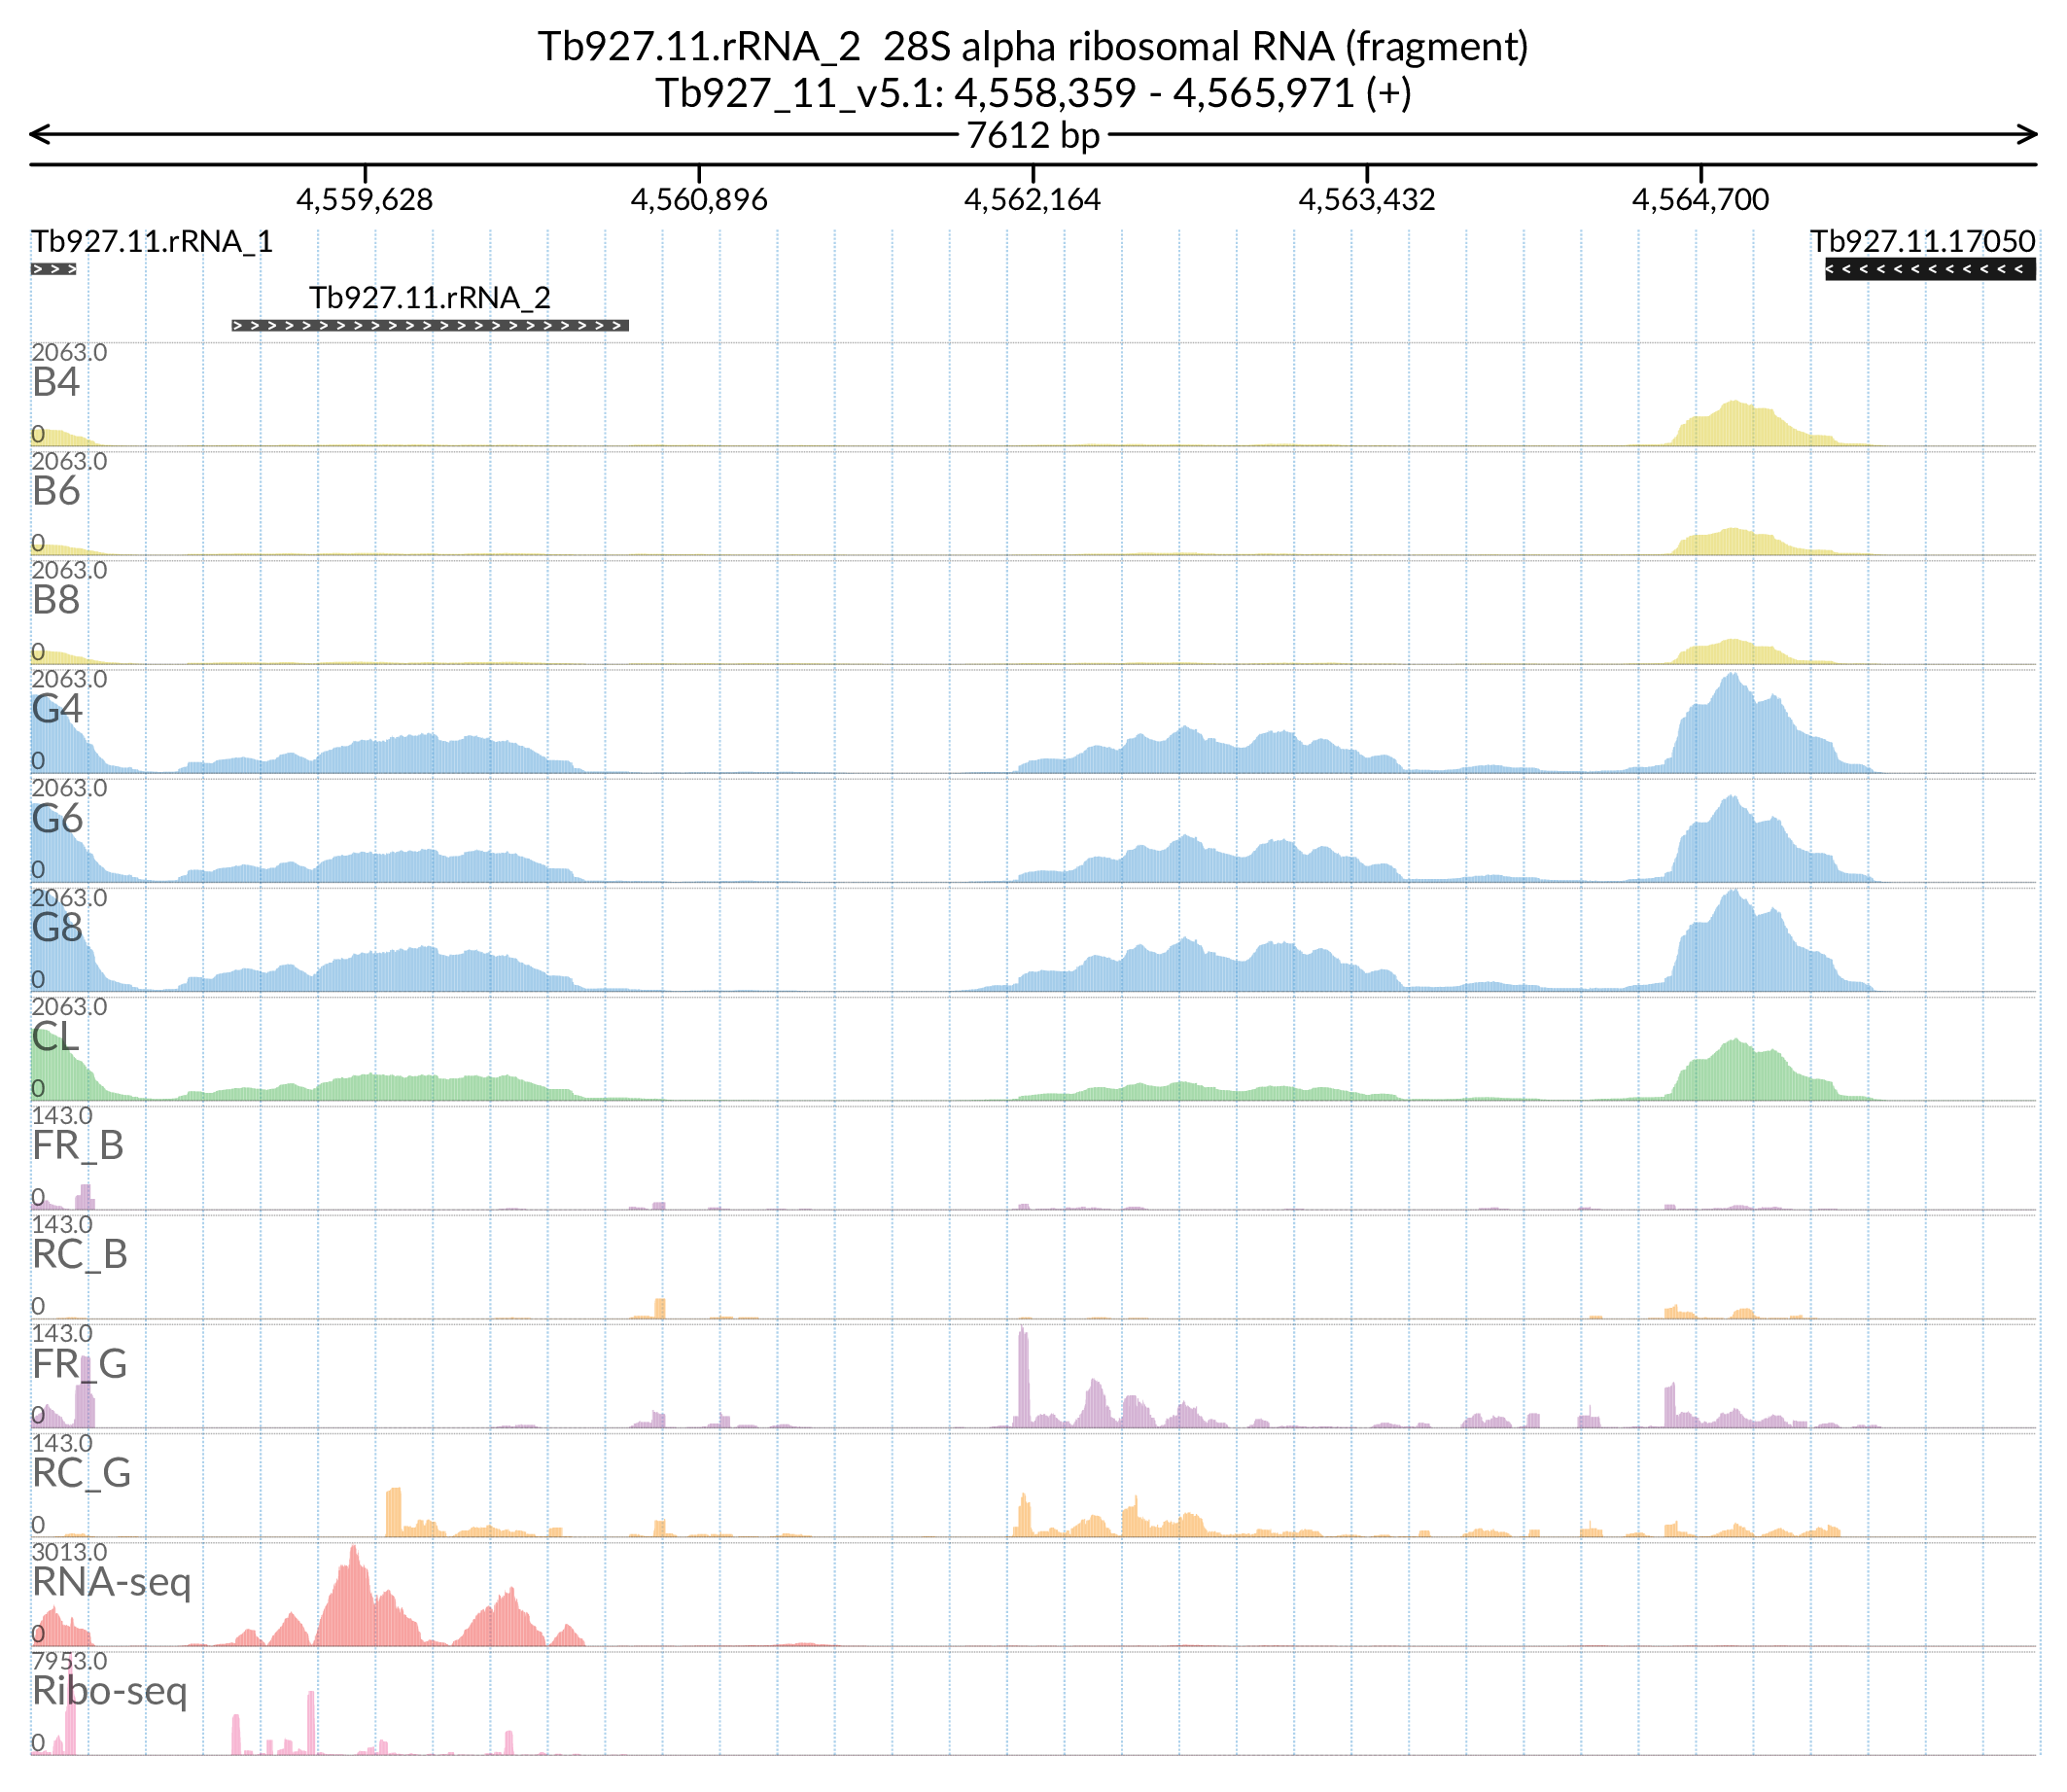 Tb927.11.rRNA_2  28S alpha ribosomal RNA (fragment)
Tb927_11_v5.1: 4,558,359 - 4,565,971 (+)
7612 bp
4,559,628 4,560,896 4,562,164 4,563,432 4,564,700
Tb927.11.rRNA_1 Tb927.11.17050
Tb927.11.rRNA_2
2063.0
B4
0
2063.0
B6
0
2063.0
B8
0
2063.0
G4
0
2063.0
G6
0
2063.0
G8
0
2063.0
CL
0
143.0
FR_B
0
143.0
RC_B
0
143.0
FR_G
0
143.0
RC_G
0
3013.0
RNA-seq
0
7953.0
Ribo-seq
0